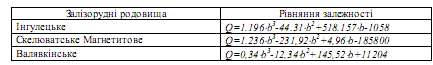 Залізорудні родовища Рівняння залежності
Інгулецьке Q=1.196·b³-44.31·b²+518.157·b-1058
Скелюватське Магнетитове Q=1.236·b³-231,92·b²+4,96·b-185800
Валявкінське Q=0,34·b³-12,34·b²+145,52·b+11204